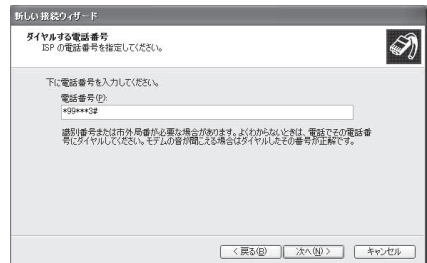 新しい接続ウィザード
ダイヤルする電話番号
ISP の電話番号を指定してください。
下に電話番号を入力してください。
電話番号(P):
*99***3#
識別番号または市外局番が必要な場合があります。よくわからないときは、電話でその電話番
号にダイヤルしてください。モデムの音が聞こえる場合はダイヤルしたその番号が正解です。
< 戻る(B)
次へ(N) >
キャンセル